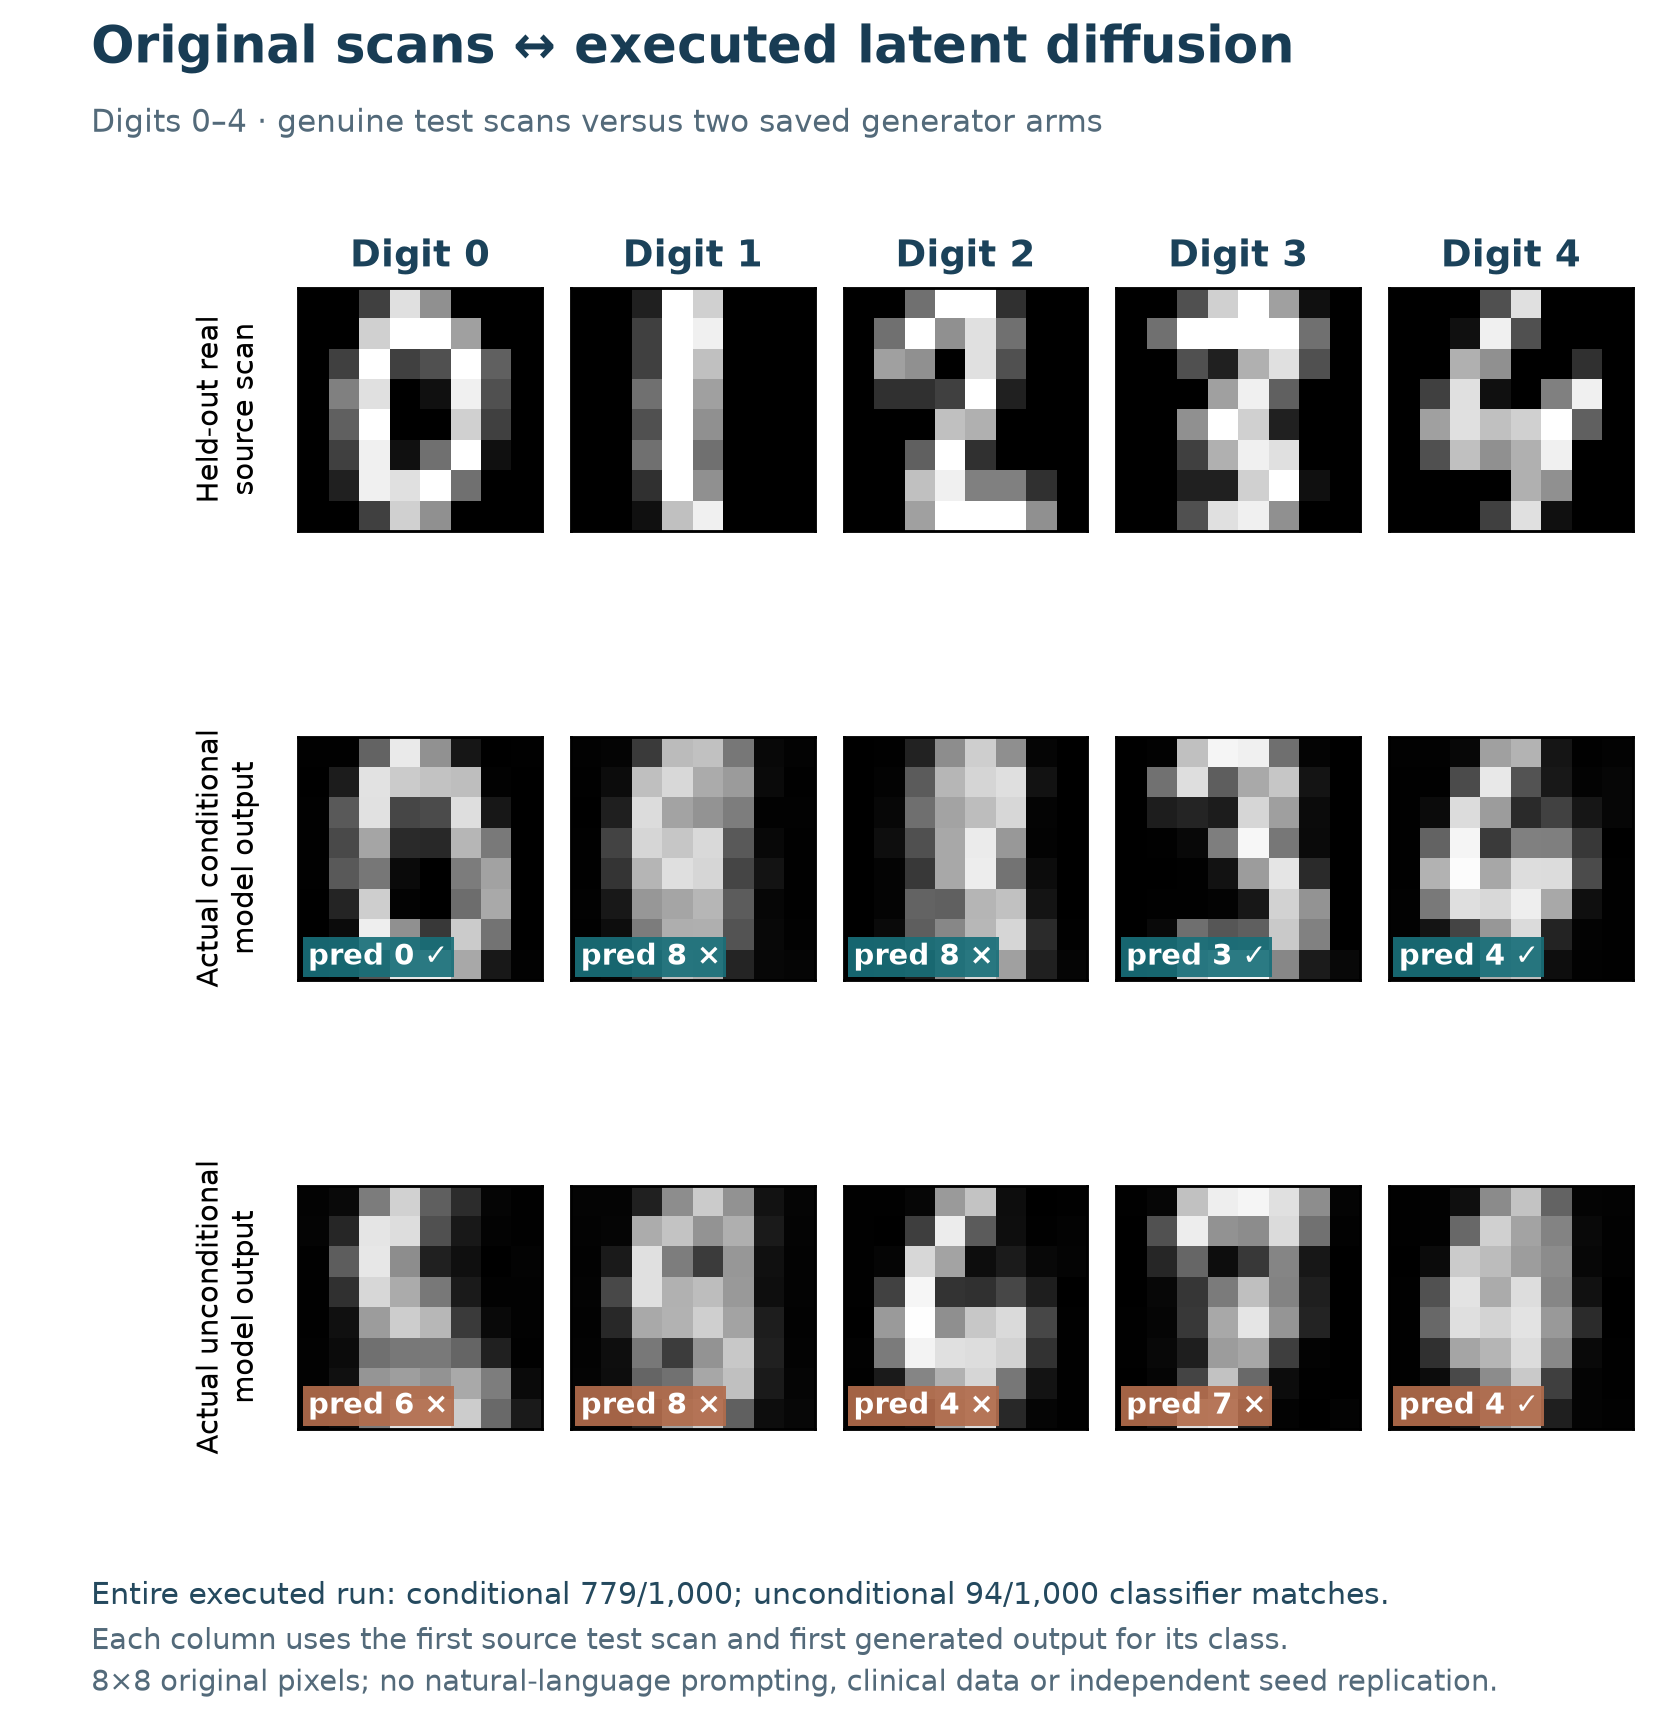 Original scans ↔ executed latent diffusion
Digits 0–4 · genuine test scans versus two saved generator arms
Digit 0 Digit 1 Digit 2 Digit 3 Digit 4
Held-out real
source scan
Actual conditional
model output
pred 0 ✓ pred 8 × pred 8 × pred 3 ✓ pred 4 ✓
Actual unconditional
model output
pred 6 × pred 8 × pred 4 × pred 7 × pred 4 ✓
Entire executed run: conditional 779/1,000; unconditional 94/1,000 classifier matches.
Each column uses the first source test scan and first generated output for its class.
8×8 original pixels; no natural-language prompting, clinical data or independent seed replication.